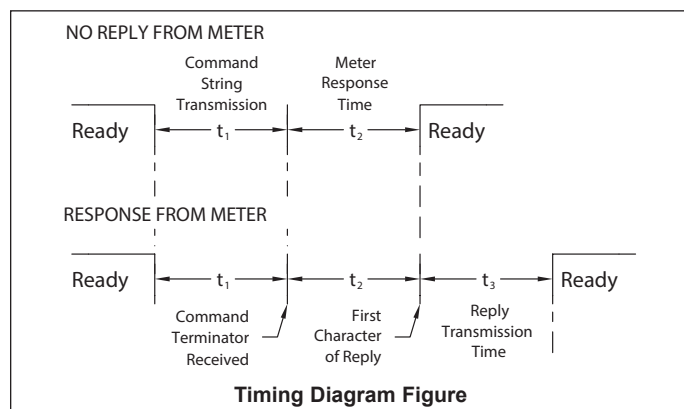 NO REPLY FROM METER
Command
String
Transmission
Meter
Response
Time
Ready
t₁
t₂
Ready
RESPONSE FROM METER
Ready
t₁
t₂
t₃
Ready
Command
Terminator
Received
First
Character
of Reply
Reply
Transmission
Time
Timing Diagram Figure